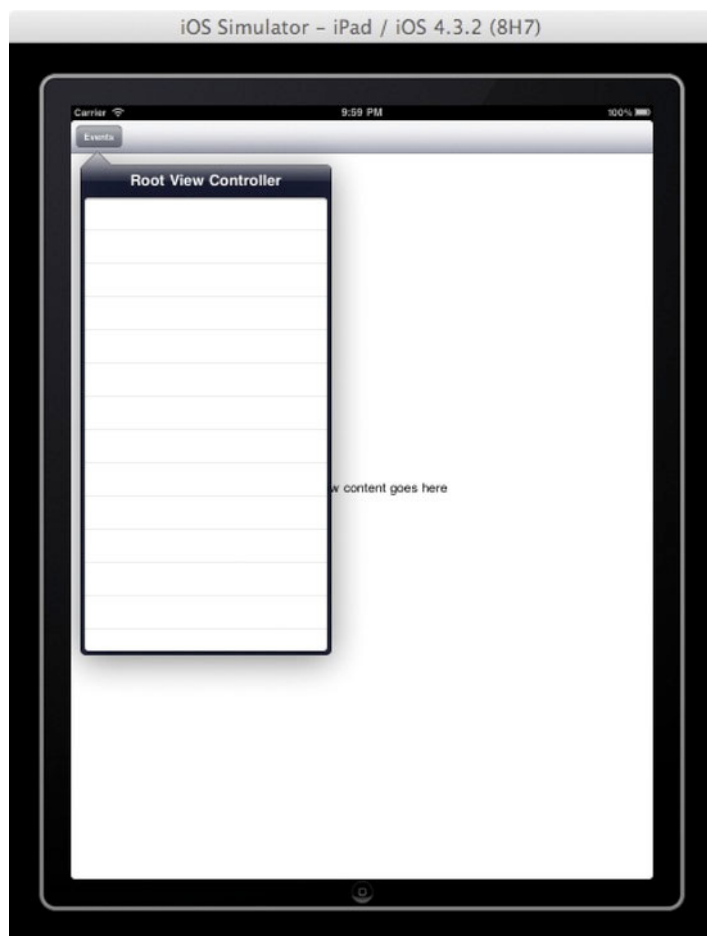 iOS Simulator – iPad / iOS 4.3.2 (8H7)
Carrier 9:59 PM 100%
Events
Root View Controller
w content goes here